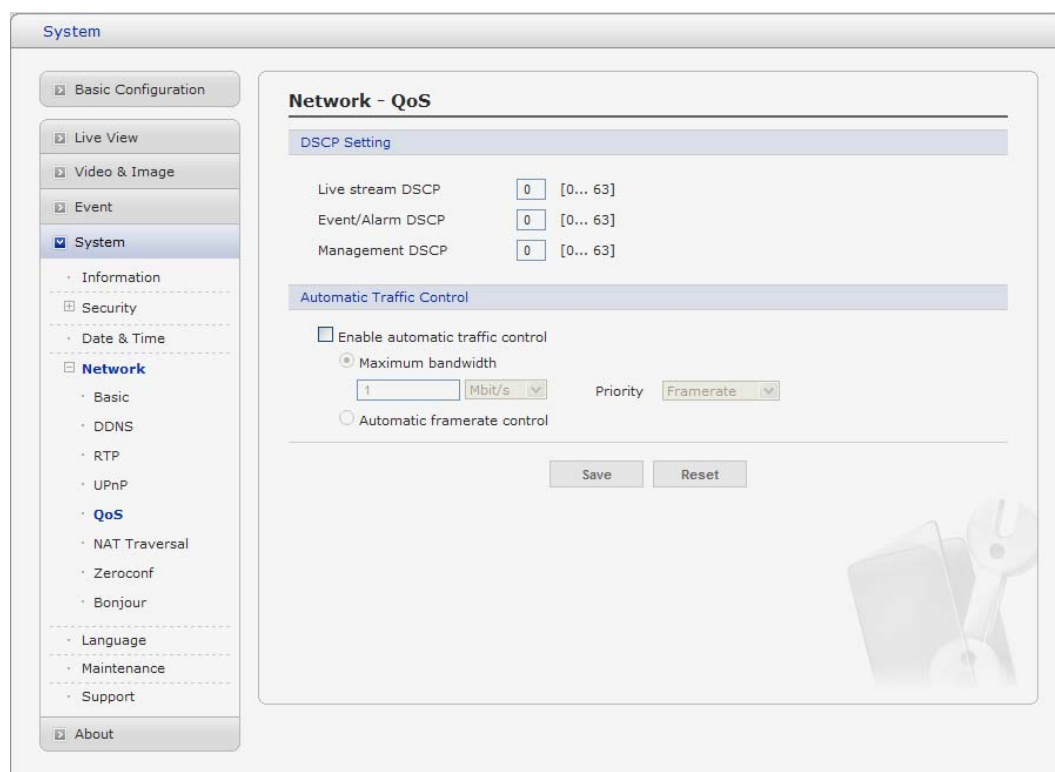 System
Basic Configuration
Live View
Video & Image
Event
System
Information
Security
Date & Time
Network
Basic
DDNS
RTP
UPnP
QoS
NAT Traversal
Zeroconf
Bonjour
Language
Maintenance
Support
About
Network - QoS
DSCP Setting
Live stream DSCP 0 [0... 63]
Event/Alarm DSCP 0 [0... 63]
Management DSCP 0 [0... 63]
Automatic Traffic Control
Enable automatic traffic control
Maximum bandwidth
1 Mbit/s Priority Framerate
Automatic framerate control
Save Reset